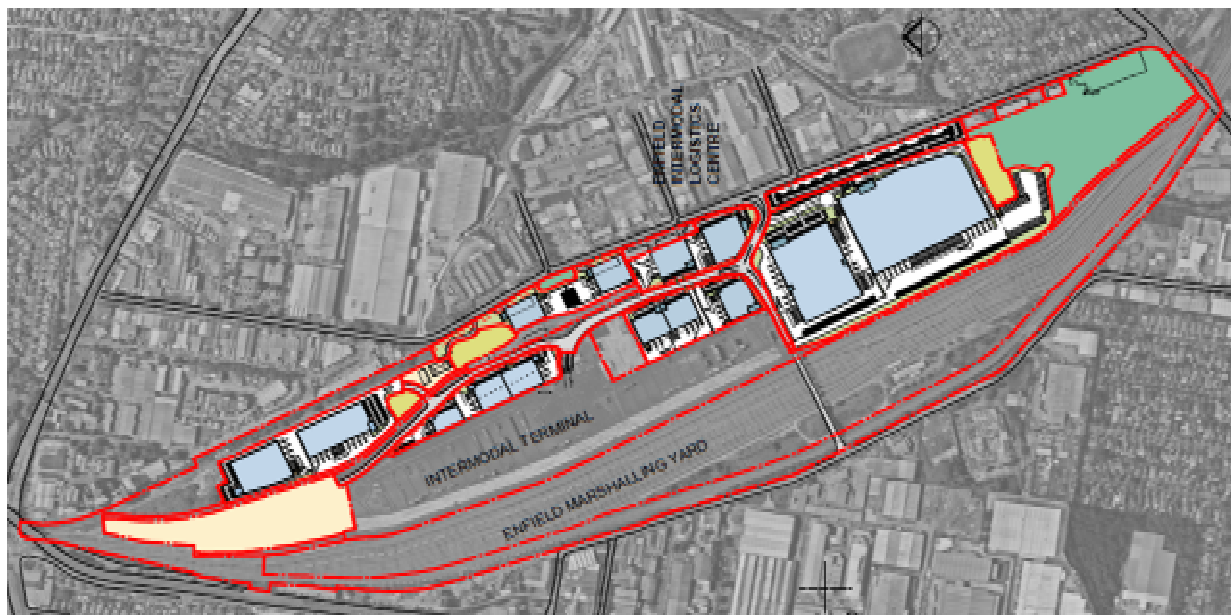 ENFIELD
INTERMODAL
LOGISTICS
CENTRE
INTERMODAL TERMINAL
ENFIELD MARSHALLING YARD